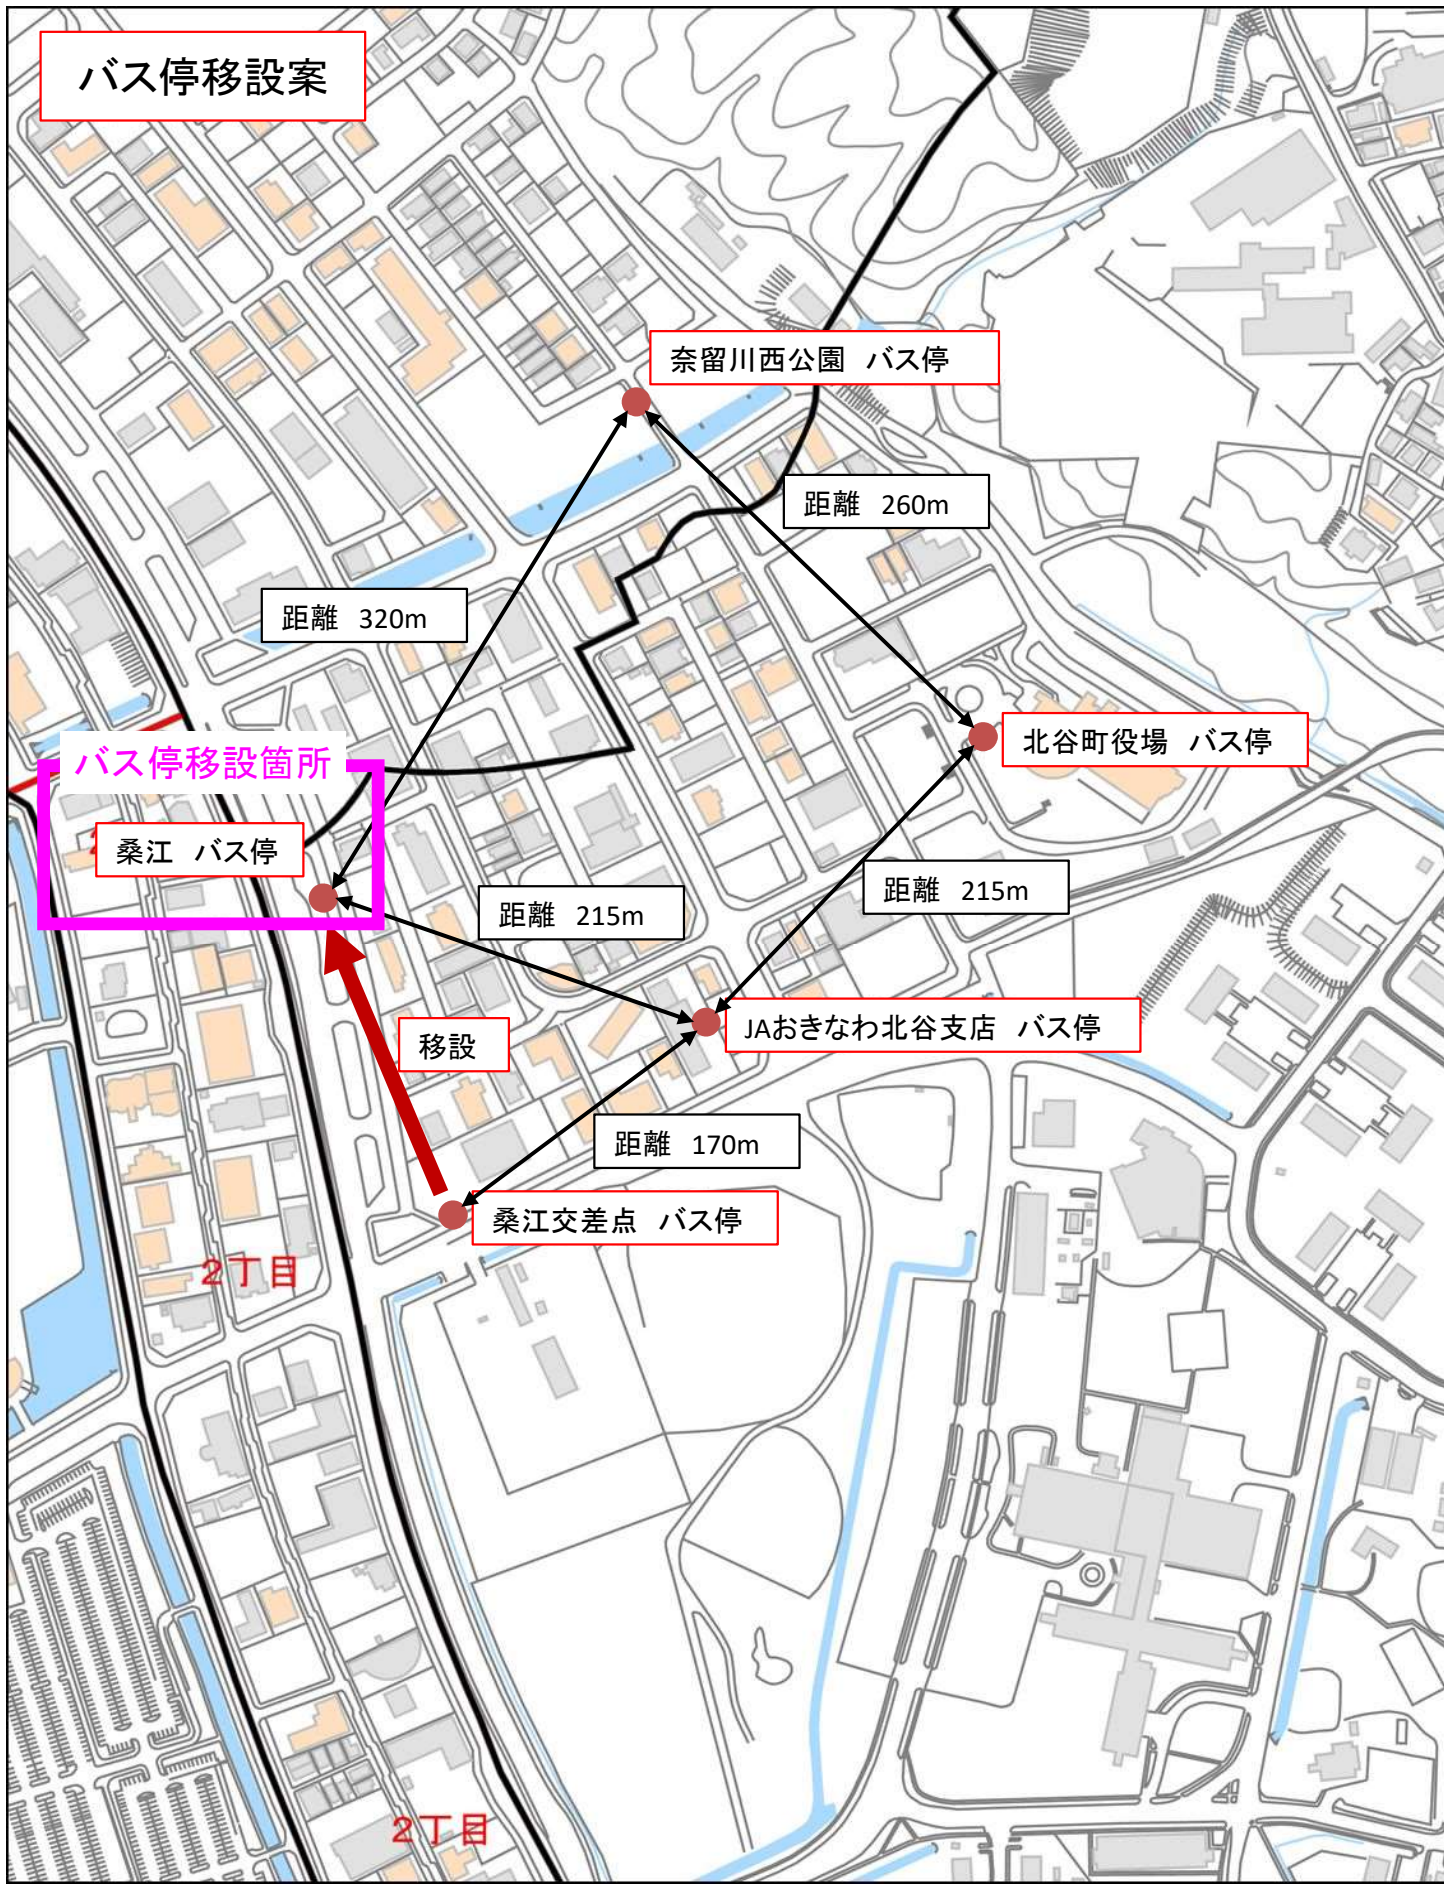 バス停移設案
奈留川西公園　バス停
距離　260m
距離　320m
北谷町役場　バス停
バス停移設箇所
桑江　バス停
距離　215m
距離　215m
JAおきなわ北谷支店　バス停
移設
距離　170m
桑江交差点　バス停
2丁目
2丁目